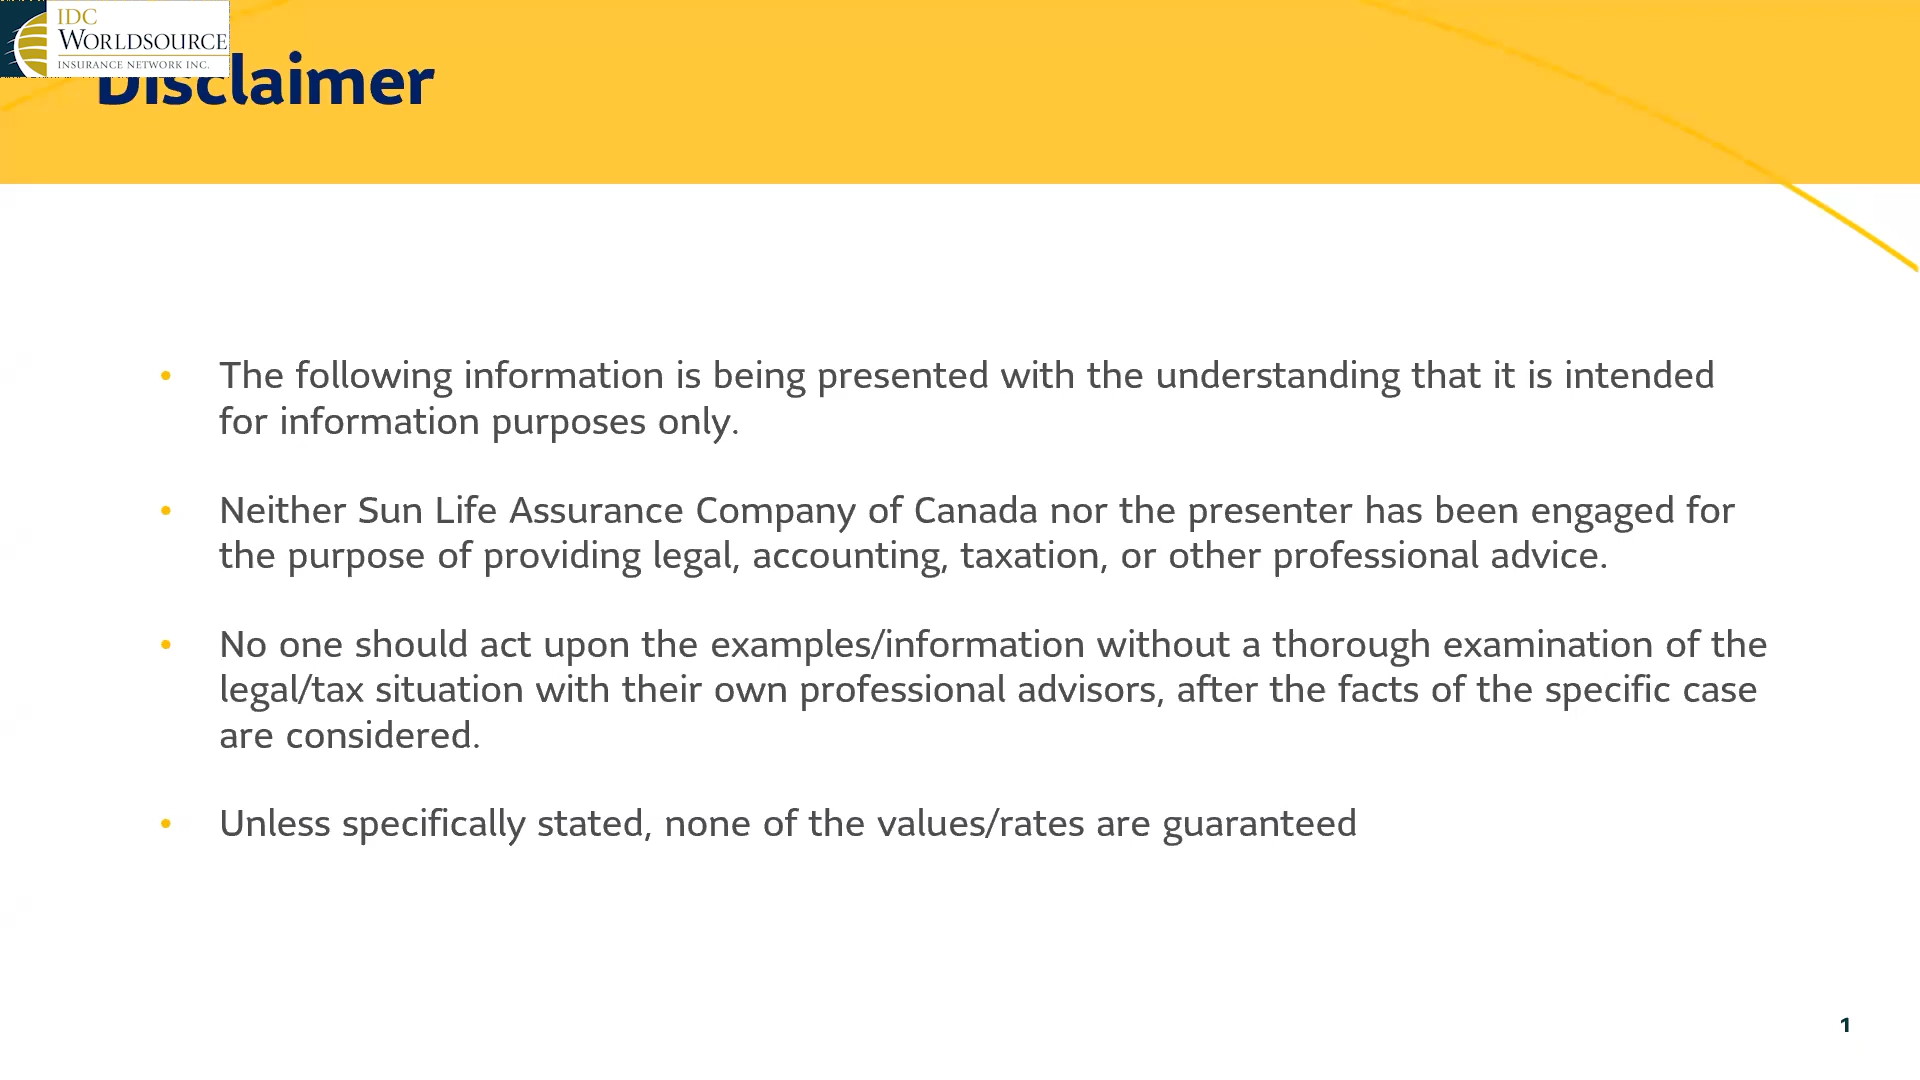 IDC
WORLDSOURCE
INSURANCE NETWORK INC.
Disclaimer
• The following information is being presented with the understanding that it is intended
for information purposes only.
• Neither Sun Life Assurance Company of Canada nor the presenter has been engaged for
the purpose of providing legal, accounting, taxation, or other professional advice.
• No one should act upon the examples/information without a thorough examination of the
legal/tax situation with their own professional advisors, after the facts of the specific case
are considered.
• Unless specifically stated, none of the values/rates are guaranteed
1